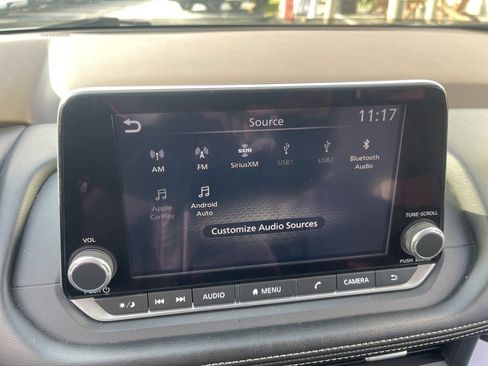 Source
11:17
AM
FM
sxm
SiriusXM
USB1
USB2
Bluetooth
Audio
Apple
CarPlay
Android
Auto
Customize Audio Sources
VOL
TUNE·SCROLL
PUSH
AUDIO
MENU
CAMERA